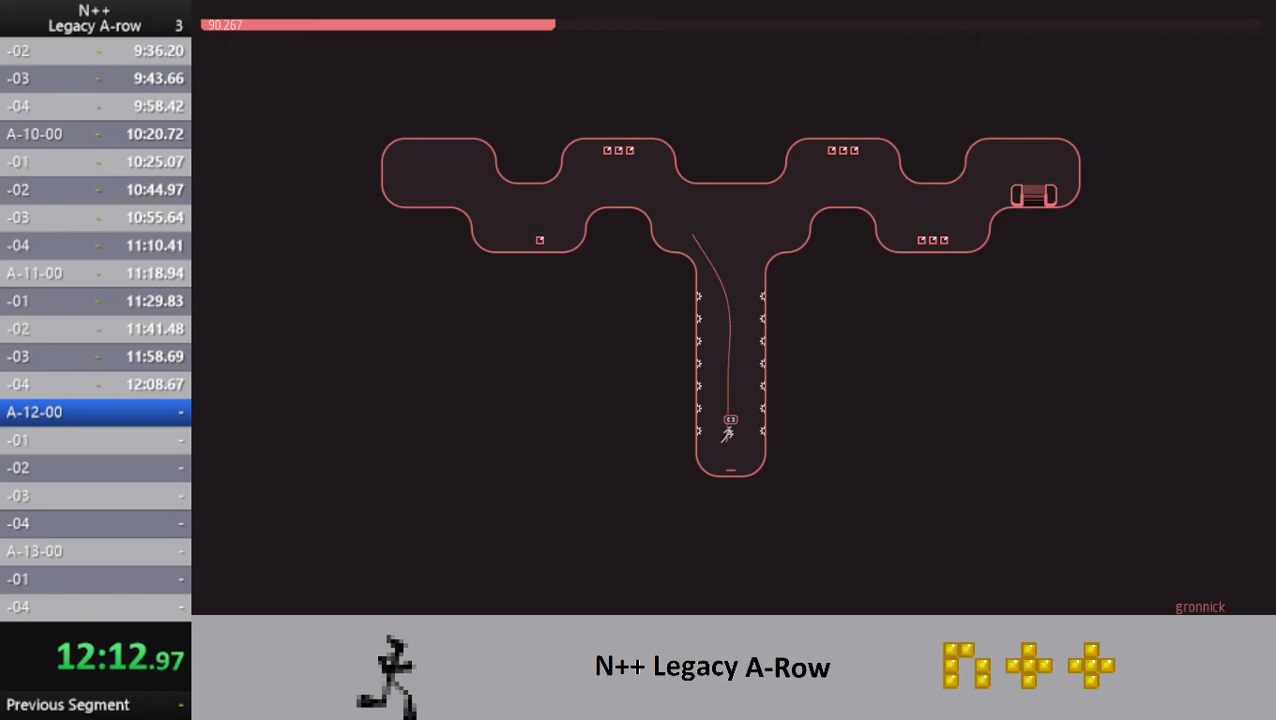 N++
Legacy A-row 3
-02 - 9:36.20
-03 - 9:43.66
-04 - 9:58.42
A-10-00 - 10:20.72
-01 - 10:25.07
-02 - 10:44.97
-03 - 10:55.64
-04 - 11:10.41
A-11-00 - 11:18.94
-01 - 11:29.83
-02 - 11:41.48
-03 - 11:58.69
-04 - 12:08.67
A-12-00 -
-01 -
-02 -
-03 -
-04 -
A-13-00 -
-01 -
-04 -
12:12.97
Previous Segment -
90.267
gronnick
N++ Legacy A-Row
n++